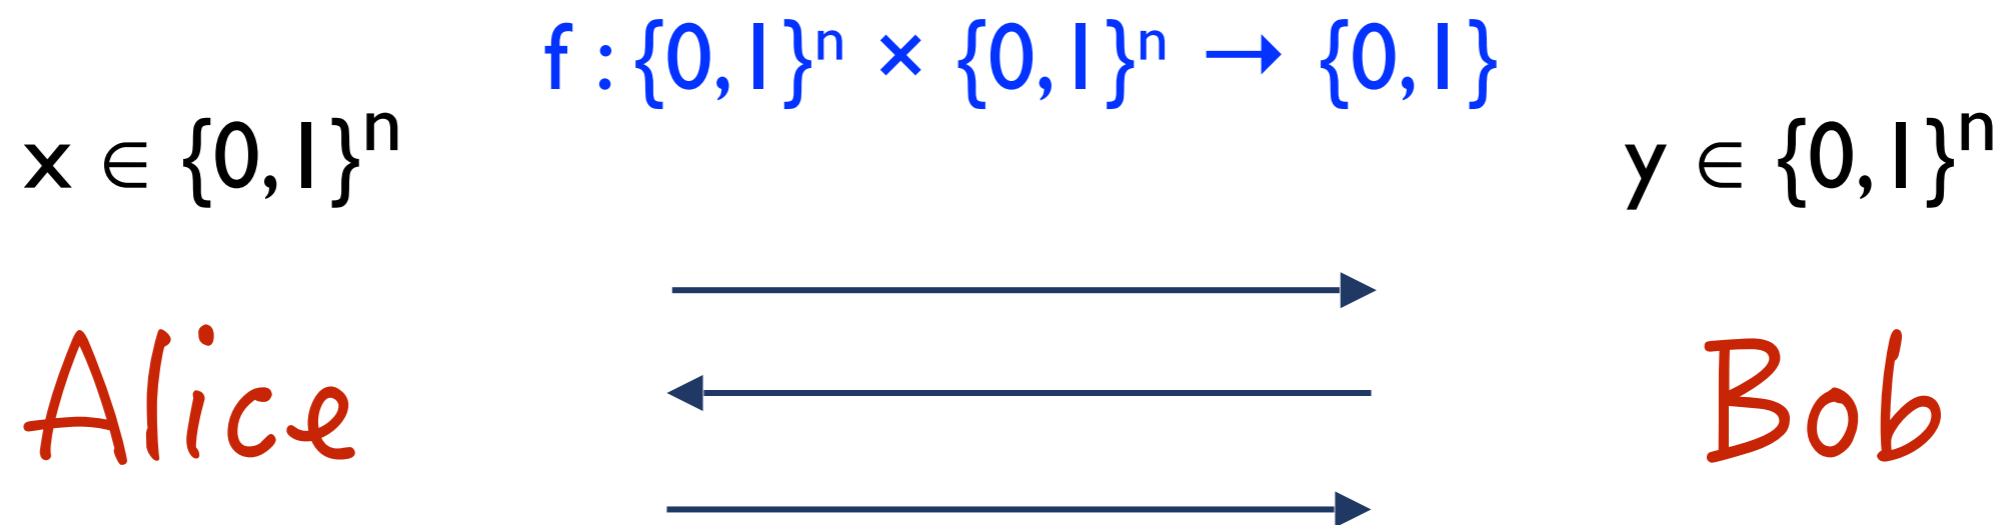 f : {0,1}ⁿ × {0,1}ⁿ → {0,1}
x ∈ {0,1}ⁿ
y ∈ {0,1}ⁿ
Alice
Bob